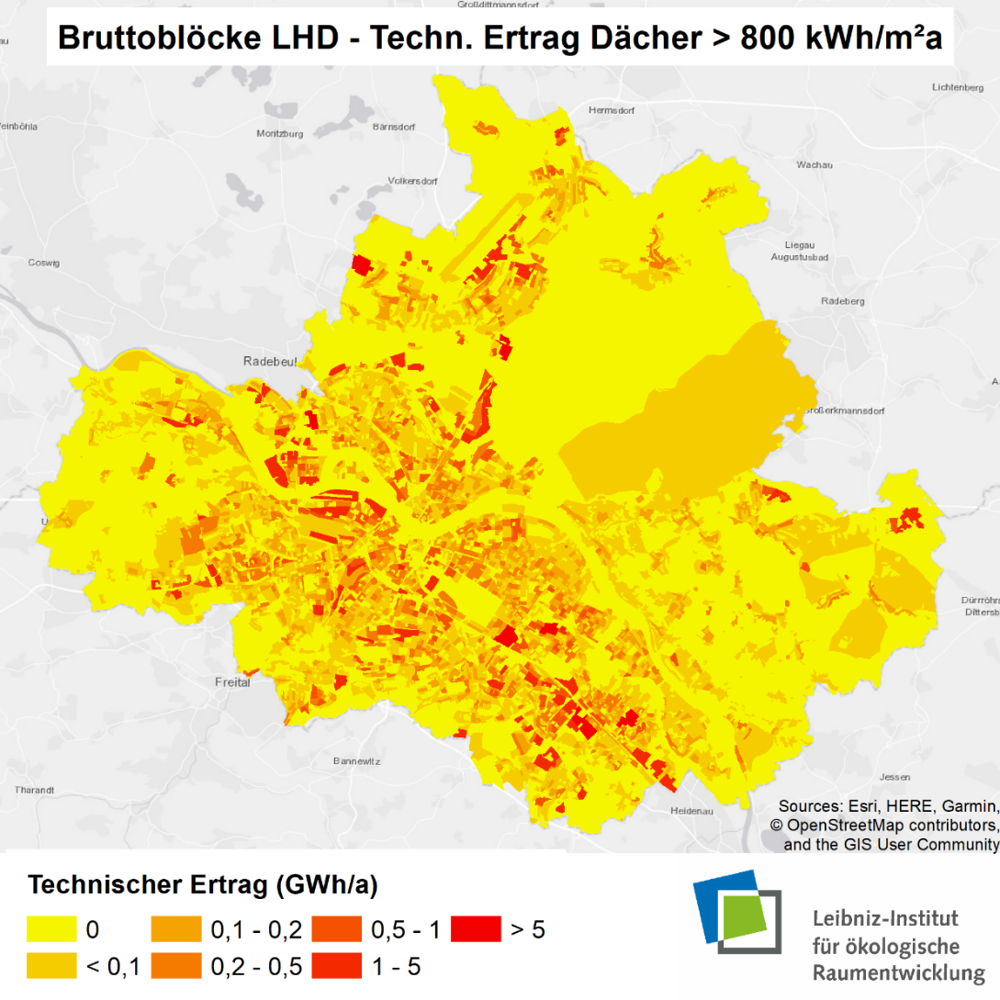 Großdittmannsdorf
Bruttoblöcke LHD - Techn. Ertrag Dächer > 800 kWh/m²a
Lichtenberg
Hermsdorf
einböhla
Bärnsdorf
Moritzburg
Wachau
Volkersdorf
Liegau
Augustusbad
Coswig
Radeberg
Radebeul
Großerkmannsdorf
U
Dürrröhrs
Dittersb
Freital
Bannewitz
Jessen
Tharandt
Heidenau
Sources: Esri, HERE, Garmin,
© OpenStreetMap contributors,
and the GIS User Community
Technischer Ertrag (GWh/a)
0 0,1 - 0,2 0,5 - 1 > 5
< 0,1 0,2 - 0,5 1 - 5
Leibniz-Institut
für ökologische
Raumentwicklung